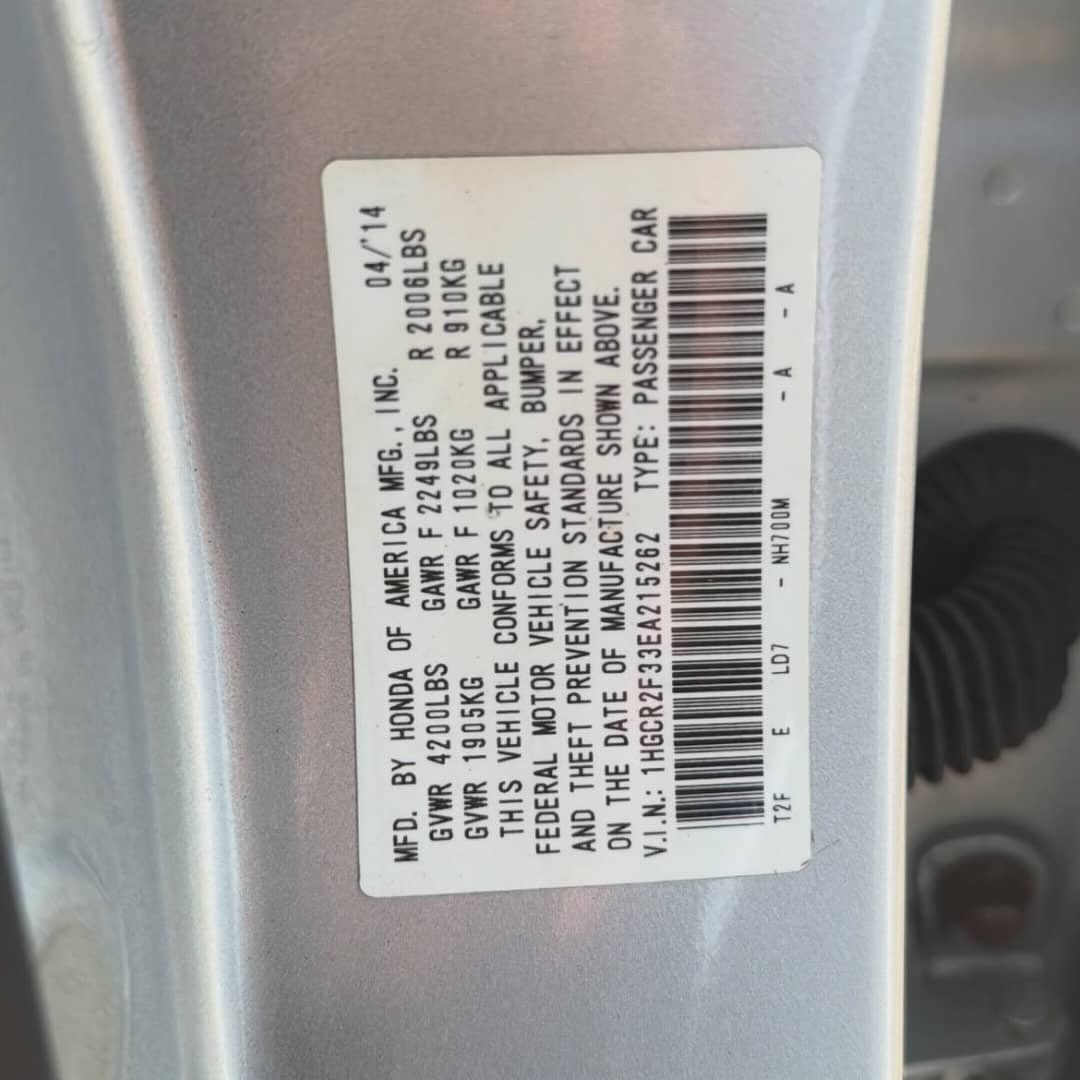 MFD. BY HONDA OF AMERICA MFG., INC. 04/'14
GVWR 4200LBS GAWR F 2249LBS R 2006LBS
GVWR 1905KG GAWR F 1020KG R 910KG
THIS VEHICLE CONFORMS TO ALL APPLICABLE
FEDERAL MOTOR VEHICLE SAFETY, BUMPER,
AND THEFT PREVENTION STANDARDS IN EFFECT
ON THE DATE OF MANUFACTURE SHOWN ABOVE.
V.I.N.: 1HGCR2F33EA215262 TYPE: PASSENGER CAR
T2F E LD7 - NH700M - A - A